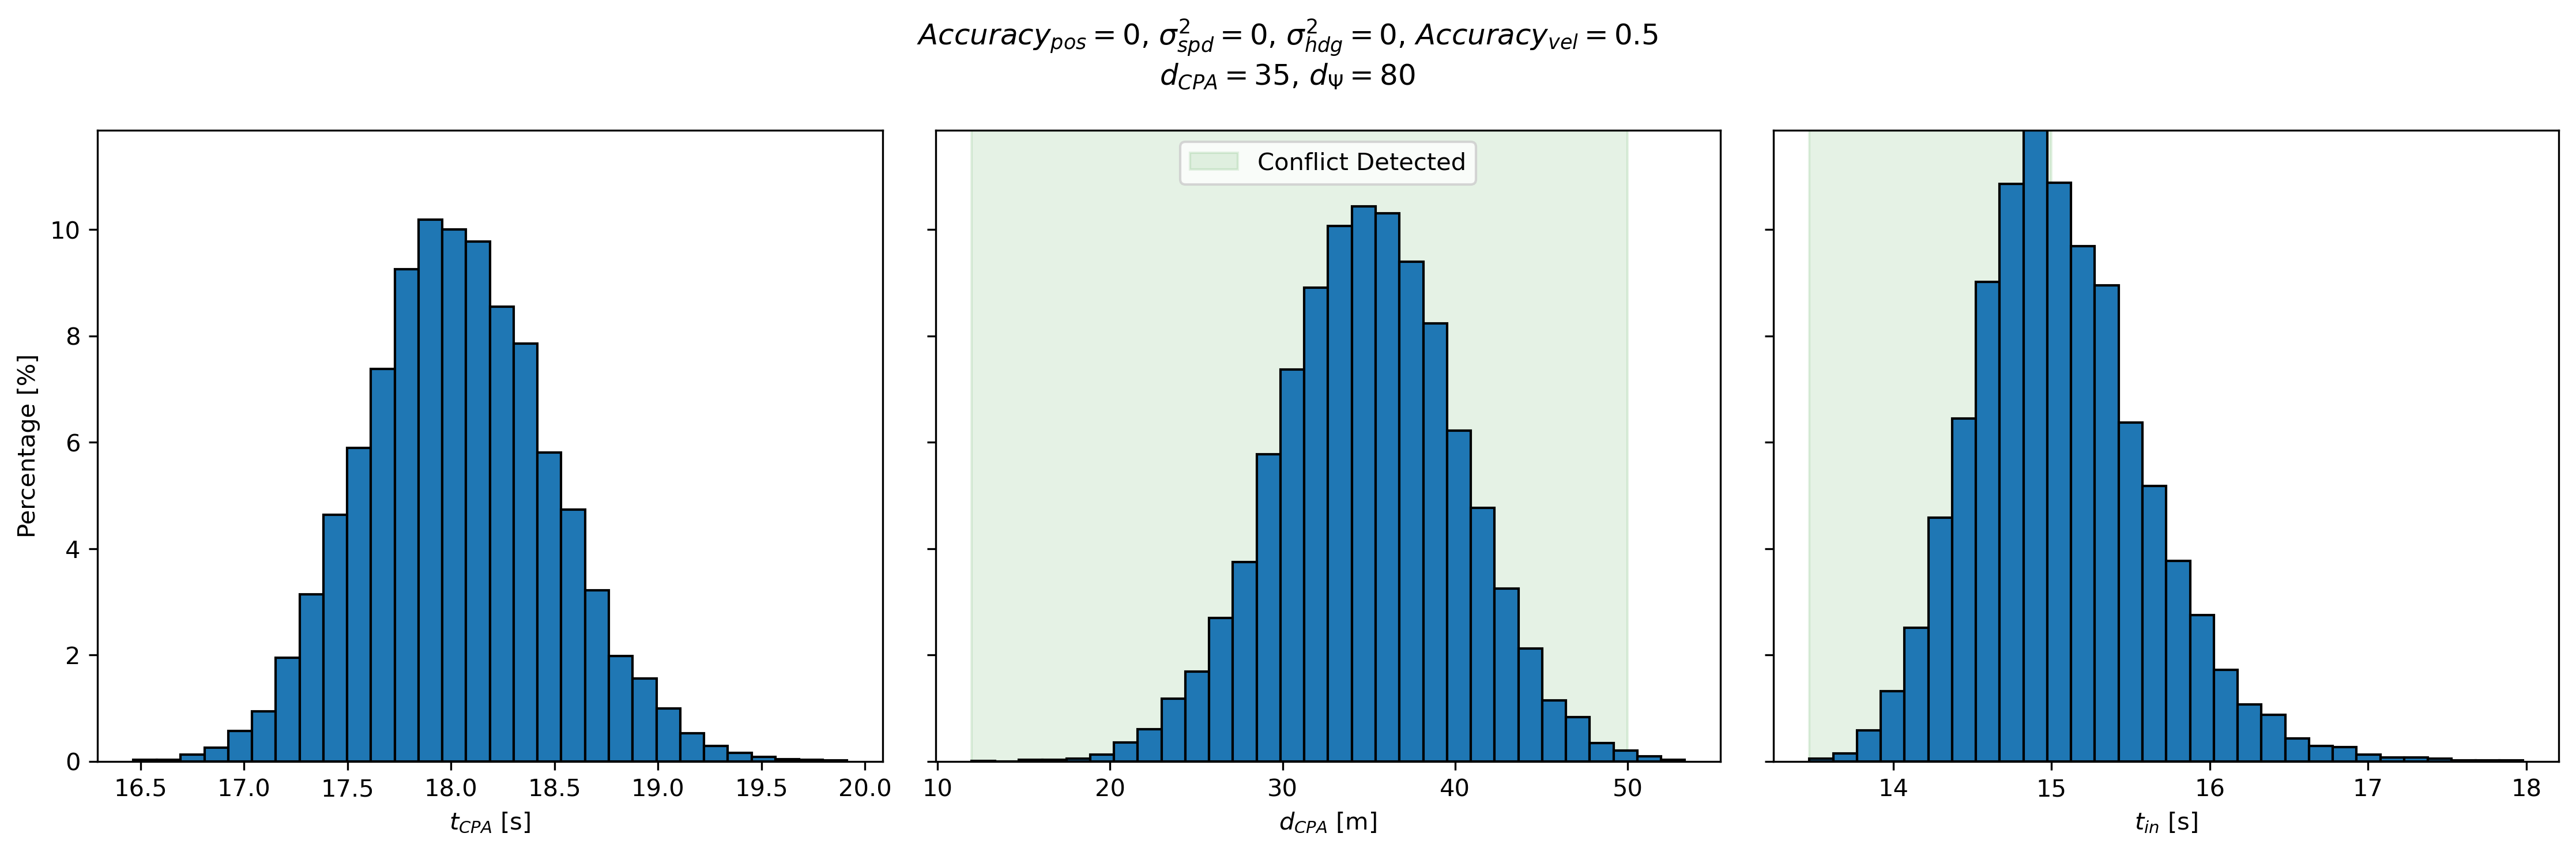 Accuracy_pos = 0, σ²_spd = 0, σ²_hdg = 0, Accuracy_vel = 0.5
d_CPA = 35, d_Ψ = 80
Conflict Detected
Percentage [%]
10
8
6
4
2
0
16.5 17.0 17.5 18.0 18.5 19.0 19.5 20.0
t_CPA [s]
10 20 30 40 50
d_CPA [m]
14 15 16 17 18
t_in [s]